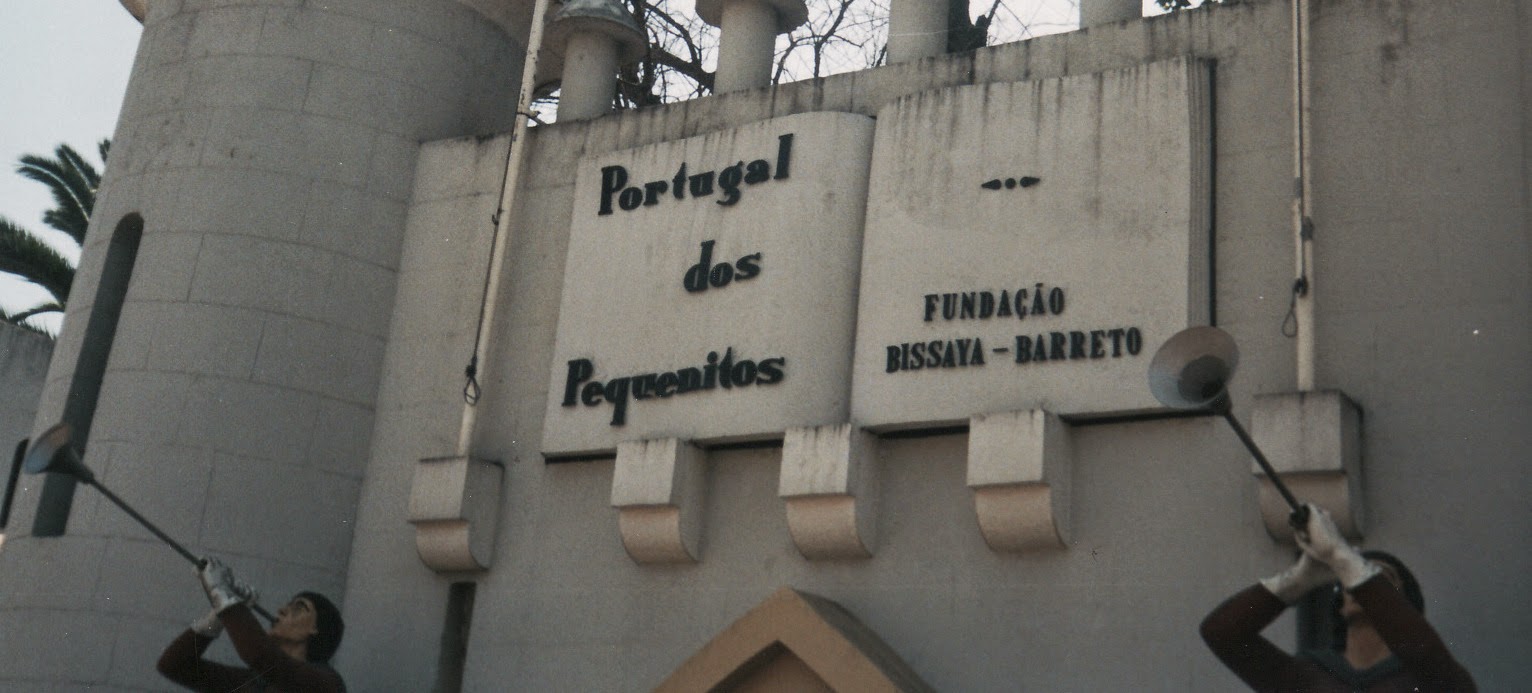 Portugal
dos
Pequenitos
FUNDAÇÃO
BISSAYA - BARRETO